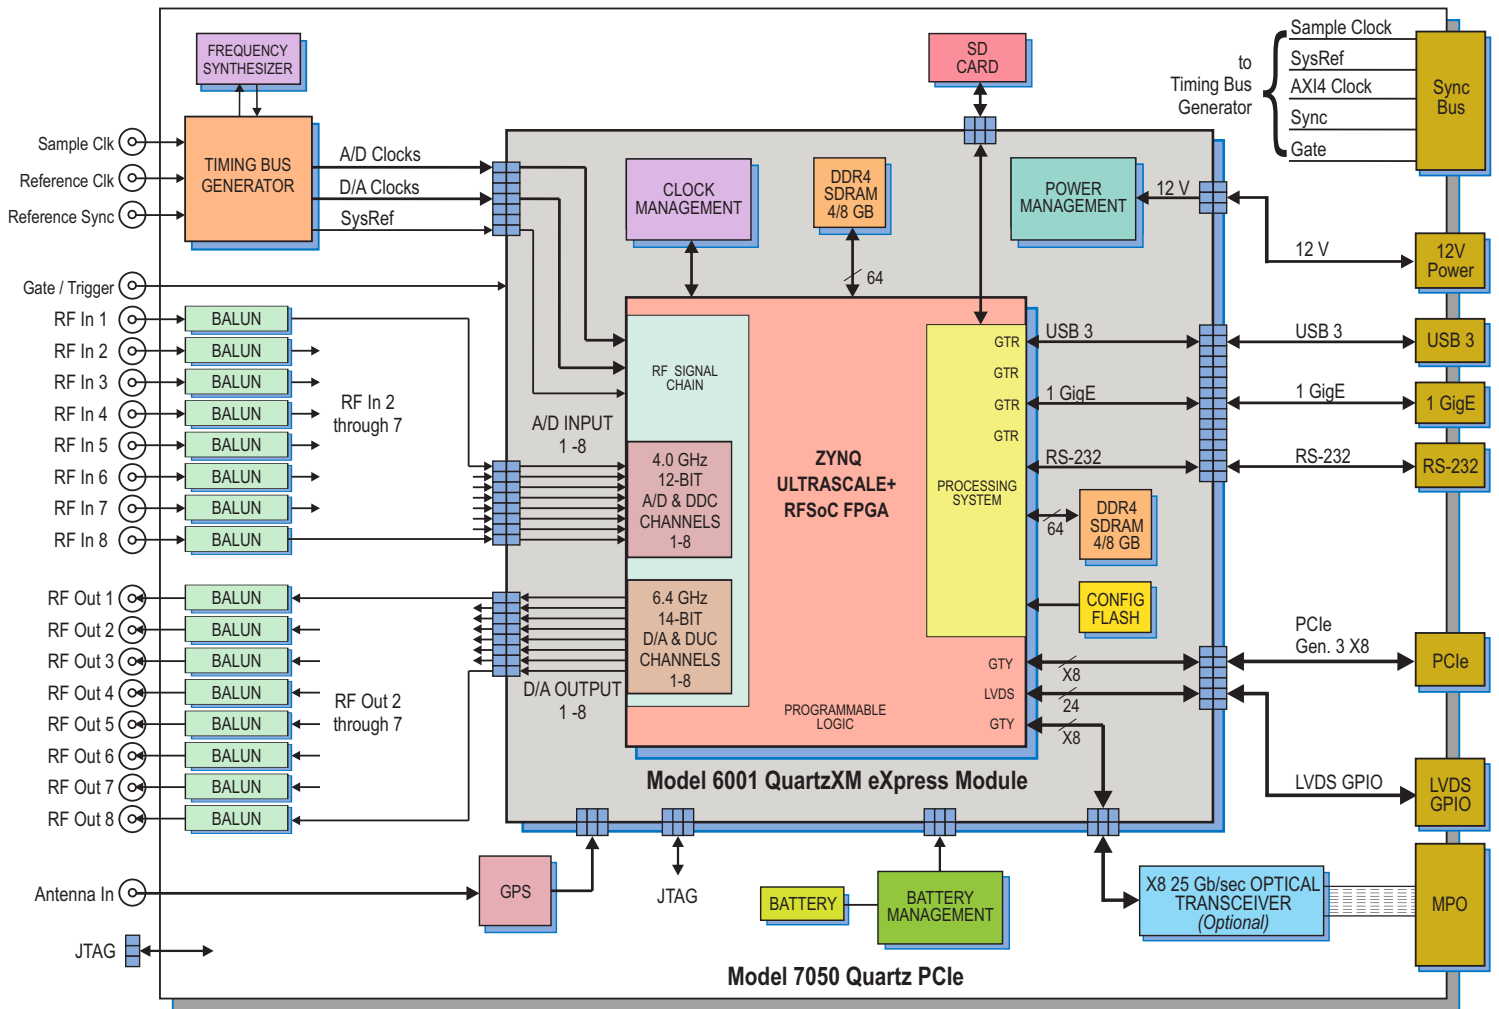 FREQUENCY
SYNTHESIZER
Sample Clk
Reference Clk
Reference Sync
TIMING BUS
GENERATOR
A/D Clocks
D/A Clocks
SysRef
SD
CARD
to
Timing Bus
Generator
Sample Clock
SysRef
AXI4 Clock
Sync
Gate
Sync
Bus
CLOCK
MANAGEMENT
DDR4
SDRAM
4/8 GB
64
POWER
MANAGEMENT
12 V
12 V
12V
Power
Gate / Trigger
RF In 1
BALUN
RF In 2
BALUN
RF In 3
BALUN
RF In 4
BALUN
RF In 5
BALUN
RF In 6
BALUN
RF In 7
BALUN
RF In 8
BALUN
RF In 2
through 7
A/D INPUT
1 -8
RF SIGNAL
CHAIN
4.0 GHz
12-BIT
A/D & DDC
CHANNELS
1-8
6.4 GHz
14-BIT
D/A & DUC
CHANNELS
1-8
D/A OUTPUT
1 -8
ZYNQ
ULTRASCALE+
RFSoC FPGA
PROCESSING
SYSTEM
GTR
GTR
GTR
GTR
USB 3
USB 3
USB 3
1 GigE
1 GigE
1 GigE
RS-232
RS-232
RS-232
64
DDR4
SDRAM
4/8 GB
CONFIG
FLASH
GTY
X8
LVDS
24
GTY
X8
PROGRAMMABLE
LOGIC
PCIe
Gen. 3 X8
PCIe
LVDS GPIO
LVDS
GPIO
RF Out 1
BALUN
RF Out 2
BALUN
RF Out 3
BALUN
RF Out 4
BALUN
RF Out 5
BALUN
RF Out 6
BALUN
RF Out 7
BALUN
RF Out 8
BALUN
RF Out 2
through 7
Model 6001 QuartzXM eXpress Module
Antenna In
GPS
JTAG
BATTERY
BATTERY
MANAGEMENT
X8 25 Gb/sec OPTICAL
TRANSCEIVER
(Optional)
MPO
JTAG
Model 7050 Quartz PCIe